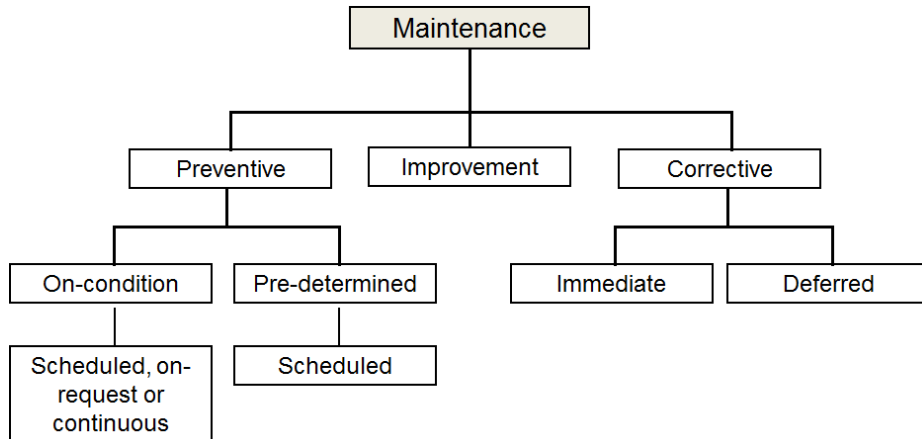 Maintenance
Preventive
Improvement
Corrective
On-condition
Pre-determined
Immediate
Deferred
Scheduled, on-
request or
continuous
Scheduled